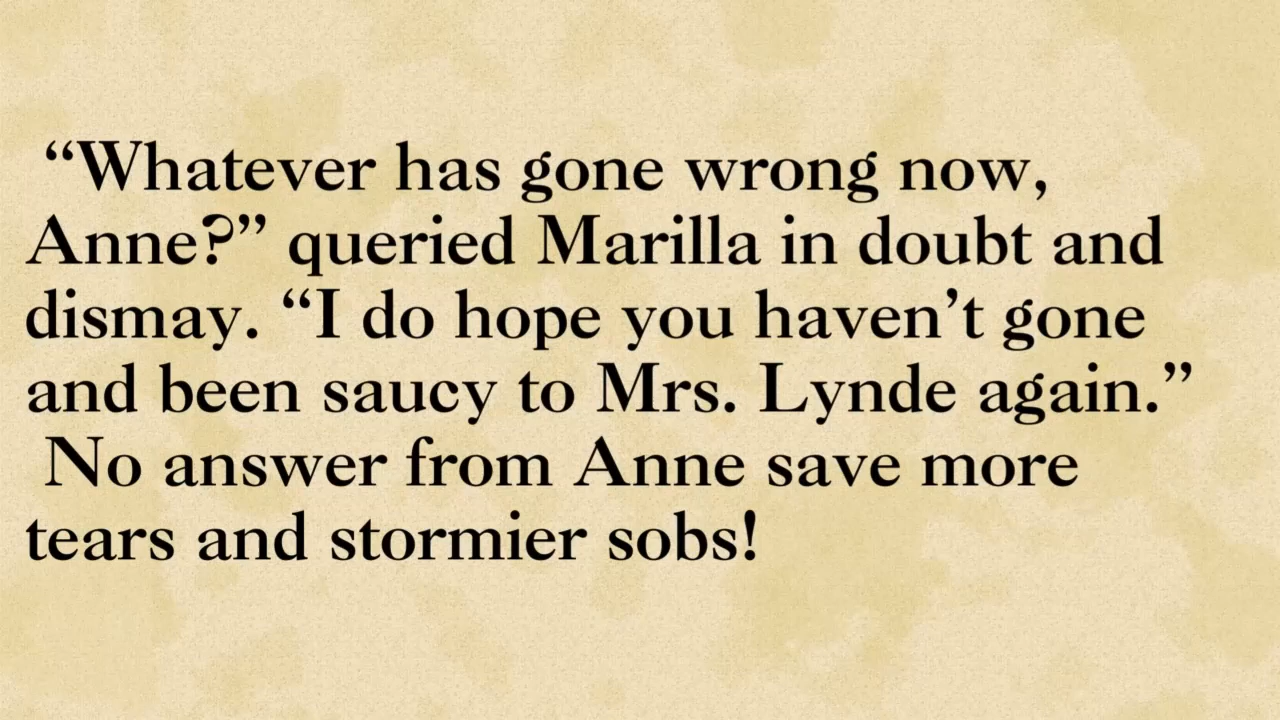 “Whatever has gone wrong now,
Anne?” queried Marilla in doubt and
dismay. “I do hope you haven’t gone
and been saucy to Mrs. Lynde again.”
No answer from Anne save more
tears and stormier sobs!